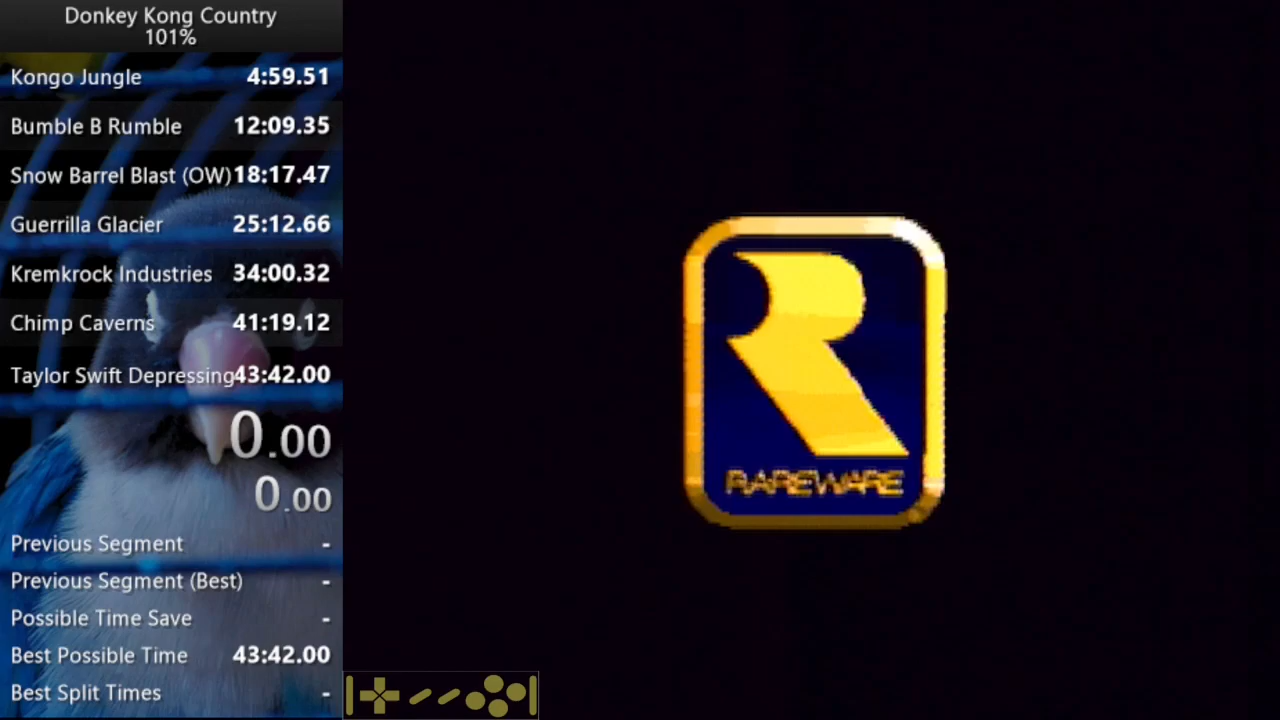 Donkey Kong Country
101%
Kongo Jungle 4:59.51
Bumble B Rumble 12:09.35
Snow Barrel Blast (OW) 18:17.47
Guerrilla Glacier 25:12.66
Kremkrock Industries 34:00.32
Chimp Caverns 41:19.12
Taylor Swift Depressing 43:42.00
0.00
0.00
Previous Segment -
Previous Segment (Best) -
Possible Time Save -
Best Possible Time 43:42.00
Best Split Times -
R
RAREWARE